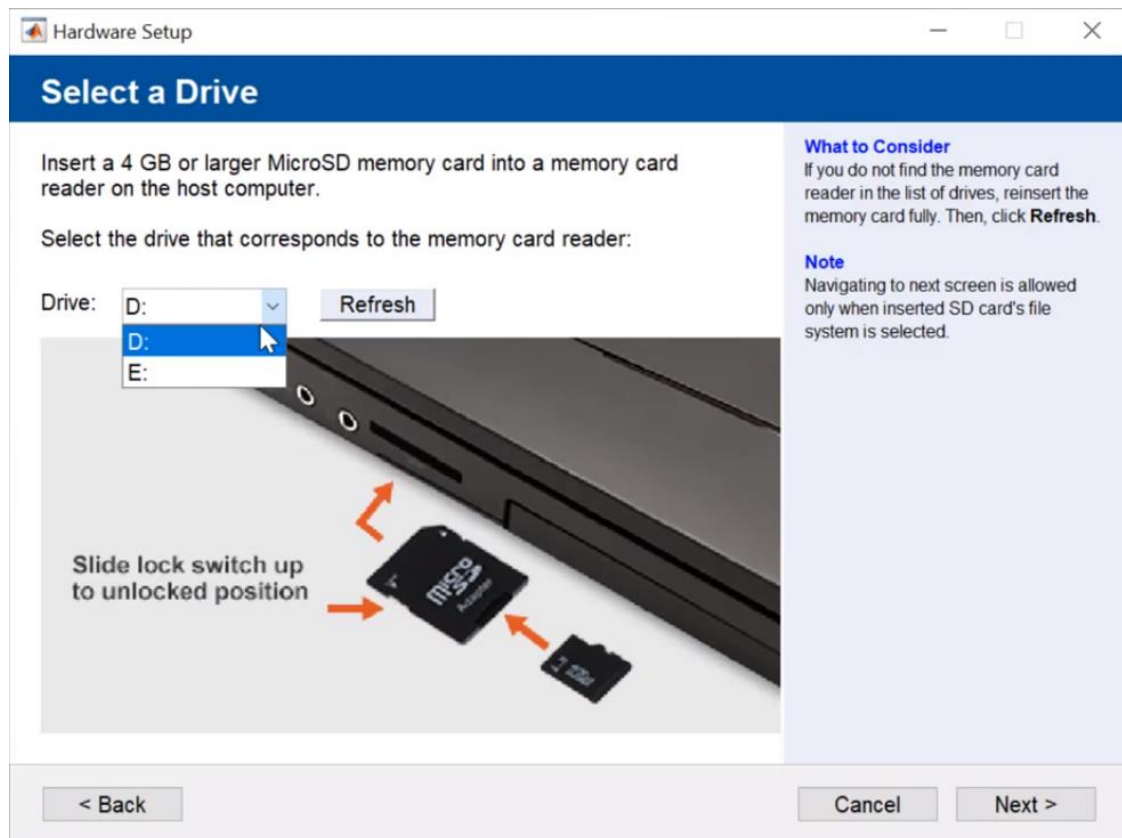 Hardware Setup
Select a Drive
Insert a 4 GB or larger MicroSD memory card into a memory card
reader on the host computer.
Select the drive that corresponds to the memory card reader:
Drive:
D:
Refresh
D:
E:
Slide lock switch up
to unlocked position
micro
SD
Adapter
What to Consider
If you do not find the memory card
reader in the list of drives, reinsert the
memory card fully. Then, click Refresh.
Note
Navigating to next screen is allowed
only when inserted SD card's file
system is selected.
< Back
Cancel
Next >